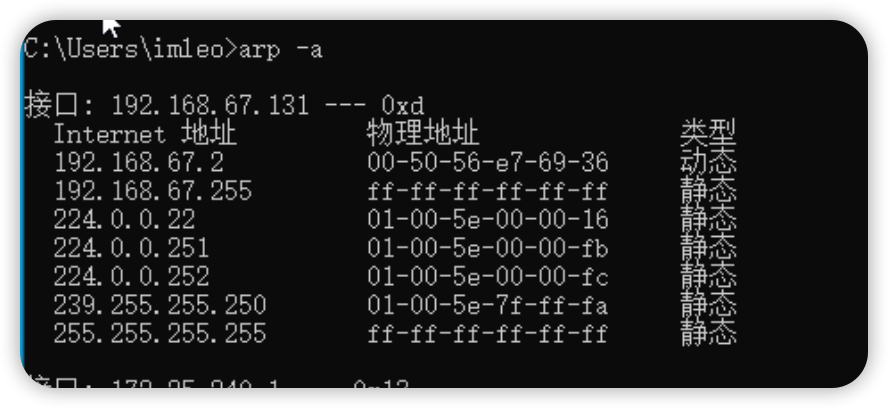 C:\Users\imleo>arp -a
接口: 192.168.67.131 --- 0xd
Internet 地址 物理地址 类型
192.168.67.2 00-50-56-e7-69-36 动态
192.168.67.255 ff-ff-ff-ff-ff-ff 静态
224.0.0.22 01-00-5e-00-00-16 静态
224.0.0.251 01-00-5e-00-00-fb 静态
224.0.0.252 01-00-5e-00-00-fc 静态
239.255.255.250 01-00-5e-7f-ff-fa 静态
255.255.255.255 ff-ff-ff-ff-ff-ff 静态
接口: